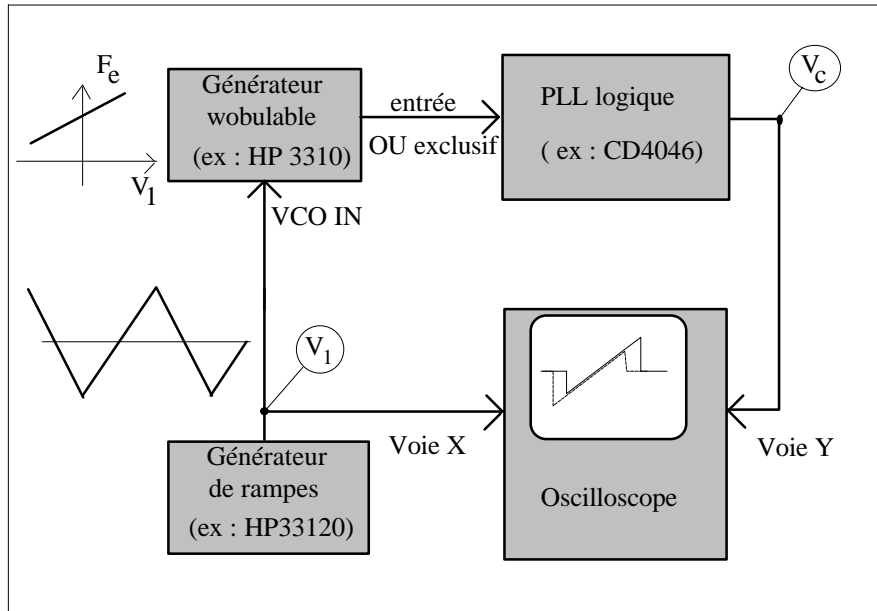 F_e
V_1
Générateur
wobulable
(ex : HP 3310)
entrée
OU exclusif
PLL logique
( ex : CD4046)
V_c
VCO IN
V_1
Générateur
de rampes
(ex : HP33120)
Voie X
Voie Y
Oscilloscope